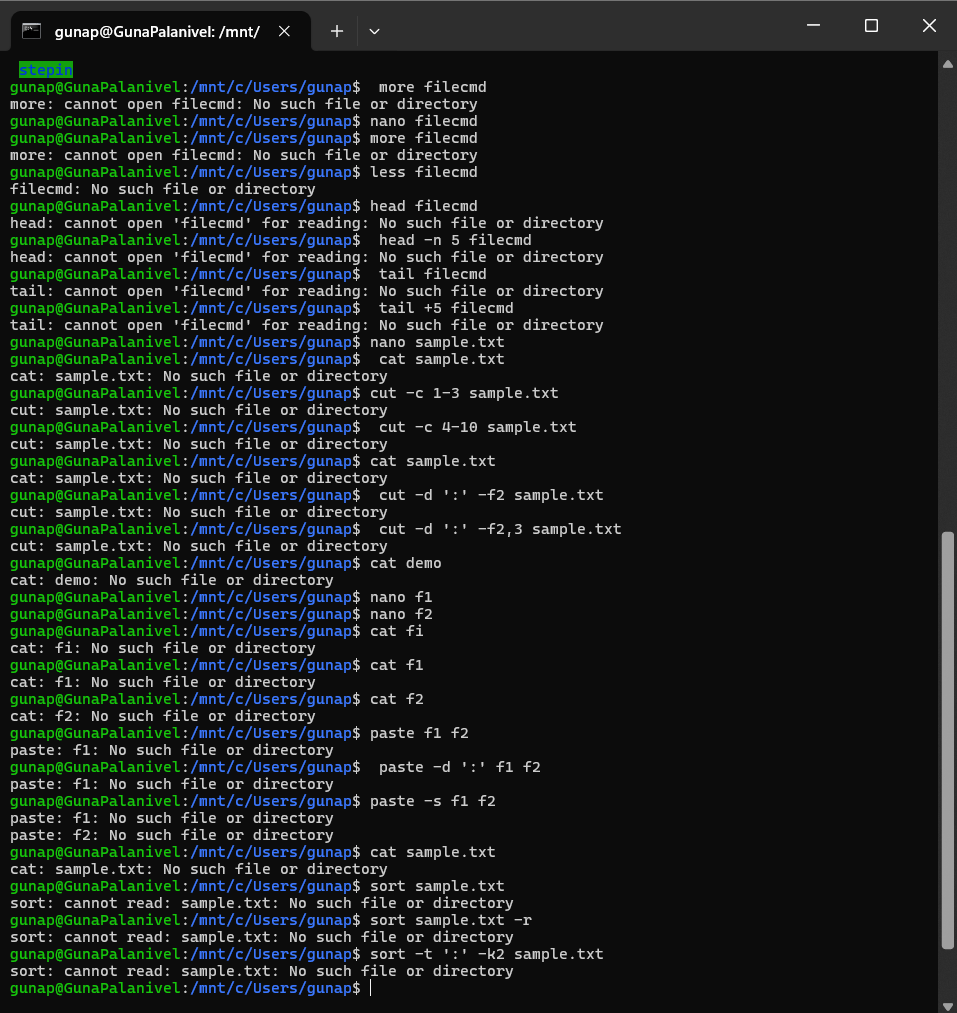 gunap@GunaPalanivel: /mnt/
stepin
gunap@GunaPalanivel:/mnt/c/Users/gunap$  more filecmd
more: cannot open filecmd: No such file or directory
gunap@GunaPalanivel:/mnt/c/Users/gunap$ nano filecmd
gunap@GunaPalanivel:/mnt/c/Users/gunap$ more filecmd
more: cannot open filecmd: No such file or directory
gunap@GunaPalanivel:/mnt/c/Users/gunap$ less filecmd
filecmd: No such file or directory
gunap@GunaPalanivel:/mnt/c/Users/gunap$ head filecmd
head: cannot open 'filecmd' for reading: No such file or directory
gunap@GunaPalanivel:/mnt/c/Users/gunap$  head -n 5 filecmd
head: cannot open 'filecmd' for reading: No such file or directory
gunap@GunaPalanivel:/mnt/c/Users/gunap$  tail filecmd
tail: cannot open 'filecmd' for reading: No such file or directory
gunap@GunaPalanivel:/mnt/c/Users/gunap$  tail +5 filecmd
tail: cannot open 'filecmd' for reading: No such file or directory
gunap@GunaPalanivel:/mnt/c/Users/gunap$ nano sample.txt
gunap@GunaPalanivel:/mnt/c/Users/gunap$  cat sample.txt
cat: sample.txt: No such file or directory
gunap@GunaPalanivel:/mnt/c/Users/gunap$ cut -c 1-3 sample.txt
cut: sample.txt: No such file or directory
gunap@GunaPalanivel:/mnt/c/Users/gunap$  cut -c 4-10 sample.txt
cut: sample.txt: No such file or directory
gunap@GunaPalanivel:/mnt/c/Users/gunap$ cat sample.txt
cat: sample.txt: No such file or directory
gunap@GunaPalanivel:/mnt/c/Users/gunap$  cut -d ':' -f2 sample.txt
cut: sample.txt: No such file or directory
gunap@GunaPalanivel:/mnt/c/Users/gunap$  cut -d ':' -f2,3 sample.txt
cut: sample.txt: No such file or directory
gunap@GunaPalanivel:/mnt/c/Users/gunap$ cat demo
cat: demo: No such file or directory
gunap@GunaPalanivel:/mnt/c/Users/gunap$ nano f1
gunap@GunaPalanivel:/mnt/c/Users/gunap$ nano f2
gunap@GunaPalanivel:/mnt/c/Users/gunap$ cat fi
cat: fi: No such file or directory
gunap@GunaPalanivel:/mnt/c/Users/gunap$ cat f1
cat: f1: No such file or directory
gunap@GunaPalanivel:/mnt/c/Users/gunap$ cat f2
cat: f2: No such file or directory
gunap@GunaPalanivel:/mnt/c/Users/gunap$ paste f1 f2
paste: f1: No such file or directory
gunap@GunaPalanivel:/mnt/c/Users/gunap$  paste -d ':' f1 f2
paste: f1: No such file or directory
gunap@GunaPalanivel:/mnt/c/Users/gunap$ paste -s f1 f2
paste: f1: No such file or directory
paste: f2: No such file or directory
gunap@GunaPalanivel:/mnt/c/Users/gunap$ cat sample.txt
cat: sample.txt: No such file or directory
gunap@GunaPalanivel:/mnt/c/Users/gunap$ sort sample.txt
sort: cannot read: sample.txt: No such file or directory
gunap@GunaPalanivel:/mnt/c/Users/gunap$ sort sample.txt -r
sort: cannot read: sample.txt: No such file or directory
gunap@GunaPalanivel:/mnt/c/Users/gunap$ sort -t ':' -k2 sample.txt
sort: cannot read: sample.txt: No such file or directory
gunap@GunaPalanivel:/mnt/c/Users/gunap$